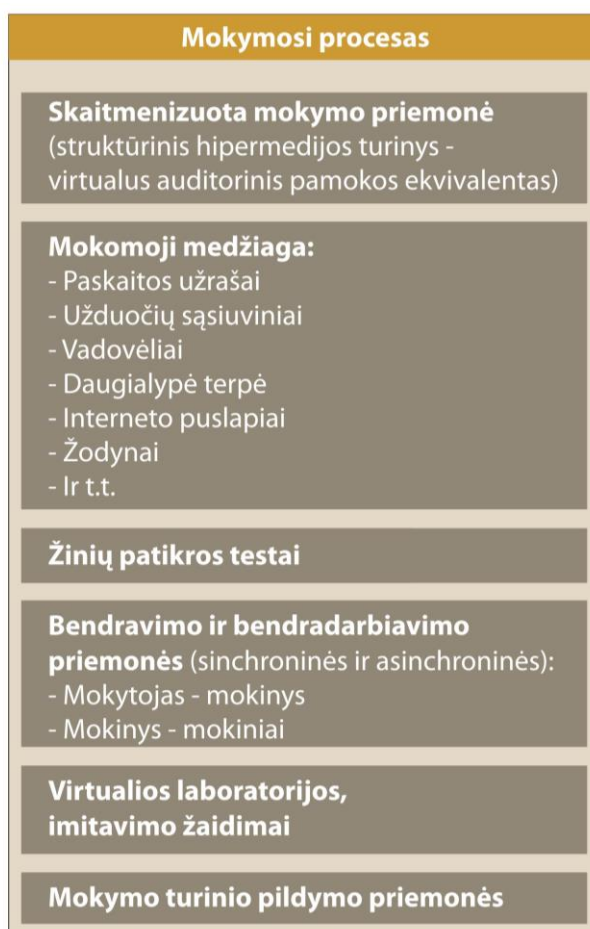 Mokymosi procesas
Skaitmenizuota mokymo priemonė
(struktūrinis hipermedijos turinys -
virtualus auditorinis pamokos ekvivalentas)
Mokomoji medžiaga:
- Paskaitos užrašai
- Užduočių sąsiuviniai
- Vadovėliai
- Daugialypė terpė
- Interneto puslapiai
- Žodynai
- Ir t.t.
Žinių patikros testai
Bendravimo ir bendradarbiavimo
priemonės (sinchroninės ir asinchroninės):
- Mokytojas - mokinys
- Mokinys - mokiniai
Virtualios laboratorijos,
imitavimo žaidimai
Mokymo turinio pildymo priemonės